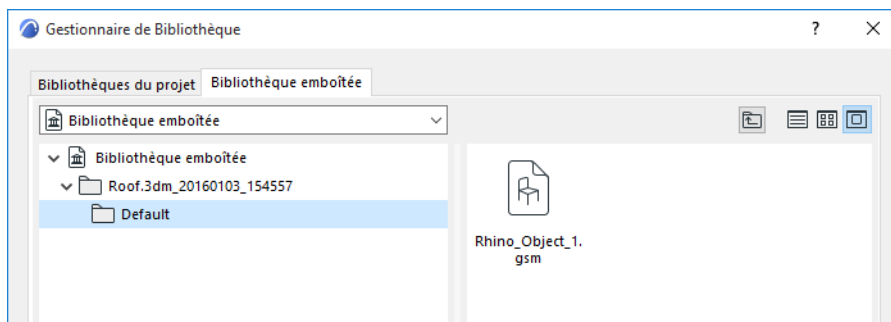 Gestionnaire de Bibliothèque ?
Bibliothèques du projet Bibliothèque emboîtée
Bibliothèque emboîtée
Bibliothèque emboîtée
Roof.3dm_20160103_154557
Default
Rhino_Object_1.
gsm